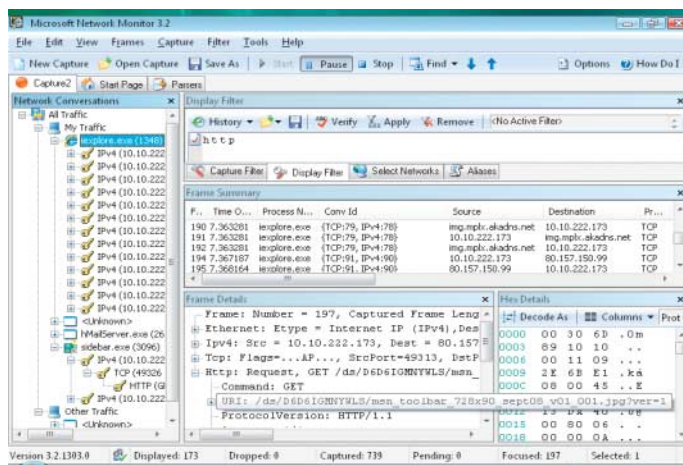 Microsoft Network Monitor 3.2
File Edit View Frames Capture Filter Tools Help
New Capture Open Capture Save As Start Pause Stop Find Options How Do I
Capture2 Start Page Parsers
Network Conversations
All Traffic
My Traffic
iexplore.exe (1348)
IPv4 (10.10.222
IPv4 (10.10.222
IPv4 (10.10.222
IPv4 (10.10.222
IPv4 (10.10.222
IPv4 (10.10.222
IPv4 (10.10.222
IPv4 (10.10.222
IPv4 (10.10.222
IPv4 (10.10.222
IPv4 (10.10.222
<Unknown>
hMailServer.exe (26
sidebar.exe (3096)
IPv4 (10.10.222
TCP (49326
HTTP (G
IPv4 (10.10.222
Other Traffic
<Unknown>
Display Filter
History Verify Apply Remove <No Active Filter>
http
Capture Filter Display Filter Select Networks Aliases
Frame Summary
F... Time O... Process N... Conv Id Source Destination Pr...
190 7.363281 iexplore.exe {TCP:79, IPv4:78} img.mplx.akadns.net 10.10.222.173 TCP
191 7.363281 iexplore.exe {TCP:79, IPv4:78} 10.10.222.173 img.mplx.akadns.net TCP
192 7.363281 iexplore.exe {TCP:79, IPv4:78} img.mplx.akadns.net 10.10.222.173 TCP
194 7.367187 iexplore.exe {TCP:91, IPv4:90} 10.10.222.173 80.157.150.99 TCP
195 7.368164 iexplore.exe {TCP:91, IPv4:90} 80.157.150.99 10.10.222.173 TCP
Frame Details
Frame: Number = 197, Captured Frame Leng
Ethernet: Etype = Internet IP (IPv4),Des
Ipv4: Src = 10.10.222.173, Dest = 80.157
Tcp: Flags=...AP..., SrcPort=49313, DstP
Http: Request, GET /ds/D6D6IGMNYWLS/msn_
Command: GET
URI: /ds/D6D6IGMNYWLS/msn_toolbar_728x90_sept08_v01_001.jpg?ver=1
ProtocolVersion: HTTP/1.1
Hex Details
Decode As Columns Prot
0000 00 30 6D .0m
0003 89 10 10 ...
0006 00 11 09 ...
0009 2E 6B E1 .ká
000C 08 00 45 ..E
0015 00 80 06 ...
0018 00 00 0A ...
Version 3.2.1303.0 Displayed: 173 Dropped: 0 Captured: 739 Pending: 0 Focused: 197 Selected: 1